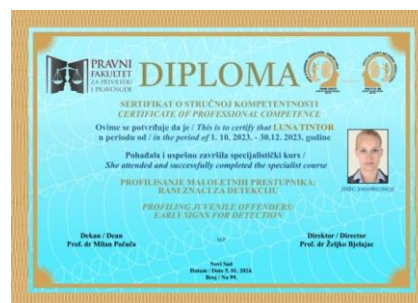 PRAVNI
FAKULTET
ZA PRIVREDU
I PRAVOSUĐE
DIPLOMA
SERTIFIKAT O STRUČNOJ KOMPETENTNOSTI
CERTIFICATE OF PROFESSIONAL COMPETENCE
Ovime se potvrđuje da je / This is to certify that LUNA TINTOR
u periodu od / in the period of 1. 10. 2023. - 30.12. 2023. godine
Pohađala i uspešno završila specijalistički kurs /
She attended and successfully completed the specialist course
PROFILISANJE MALOLETNIH PRESTUPNIKA:
RANI ZNACI ZA DETEKCIJU
PROFILING JUVENILE OFFENDERS:
EARLY SIGNS FOR DETECTION
Dekan / Dean
Prof. dr Milan Počuča
M.P.
Direktor / Director
Prof. dr Željko Bjelajac
Novi Sad
Datum / Date 5. 01. 2024.
Broj / No 99.